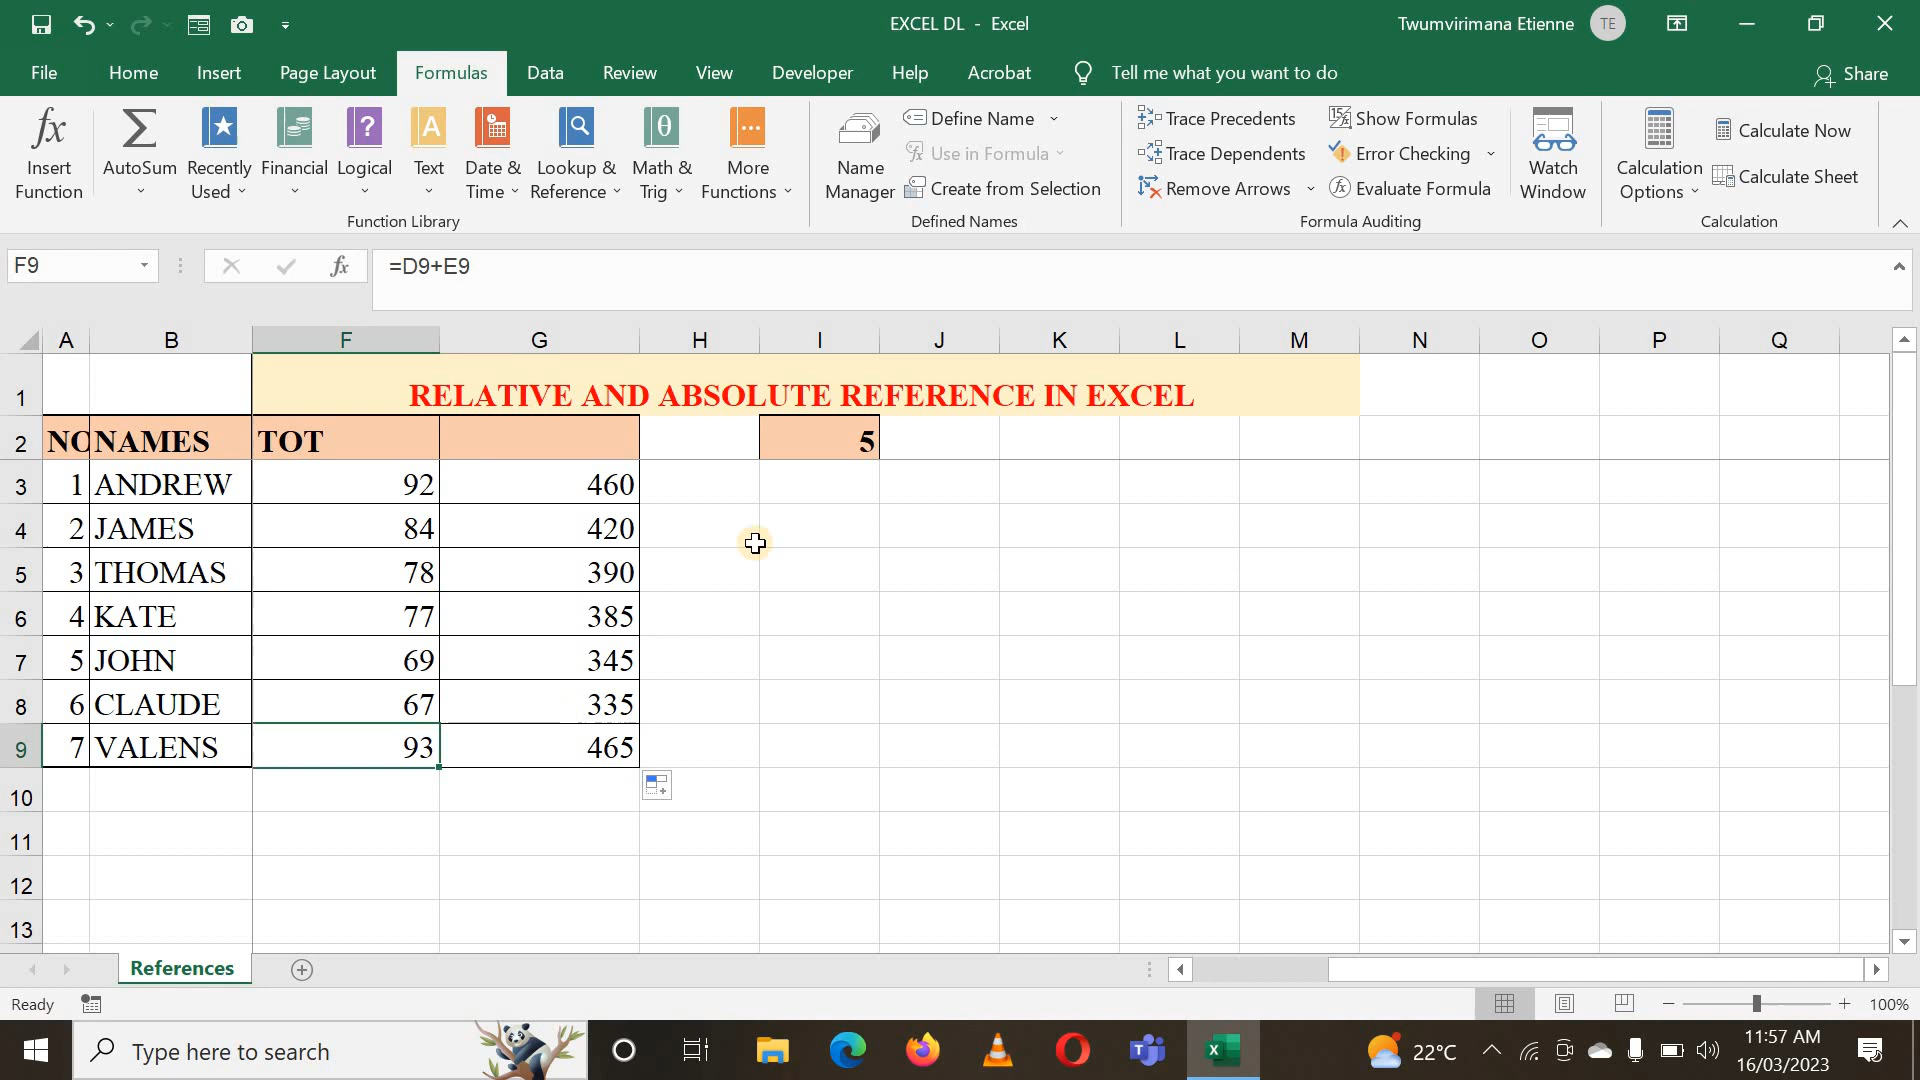 EXCEL DL - Excel
Twumvirimana Etienne TE
File Home Insert Page Layout Formulas Data Review View Developer Help Acrobat Tell me what you want to do Share
Insert Function
AutoSum
Recently Used
Financial
Logical
Text
Date & Time
Lookup & Reference
Math & Trig
More Functions
Function Library
Name Manager
Define Name
Use in Formula
Create from Selection
Defined Names
Trace Precedents
Trace Dependents
Remove Arrows
Show Formulas
Error Checking
Evaluate Formula
Formula Auditing
Watch Window
Calculation Options
Calculate Now
Calculate Sheet
Calculation
F9 fx =D9+E9
A B F G H I J K L M N O P Q
1 RELATIVE AND ABSOLUTE REFERENCE IN EXCEL
2 NO NAMES TOT 5
3 1 ANDREW 92 460
4 2 JAMES 84 420
5 3 THOMAS 78 390
6 4 KATE 77 385
7 5 JOHN 69 345
8 6 CLAUDE 67 335
9 7 VALENS 93 465
10
11
12
13
References
Ready 100%
Type here to search
22°C
11:57 AM
16/03/2023